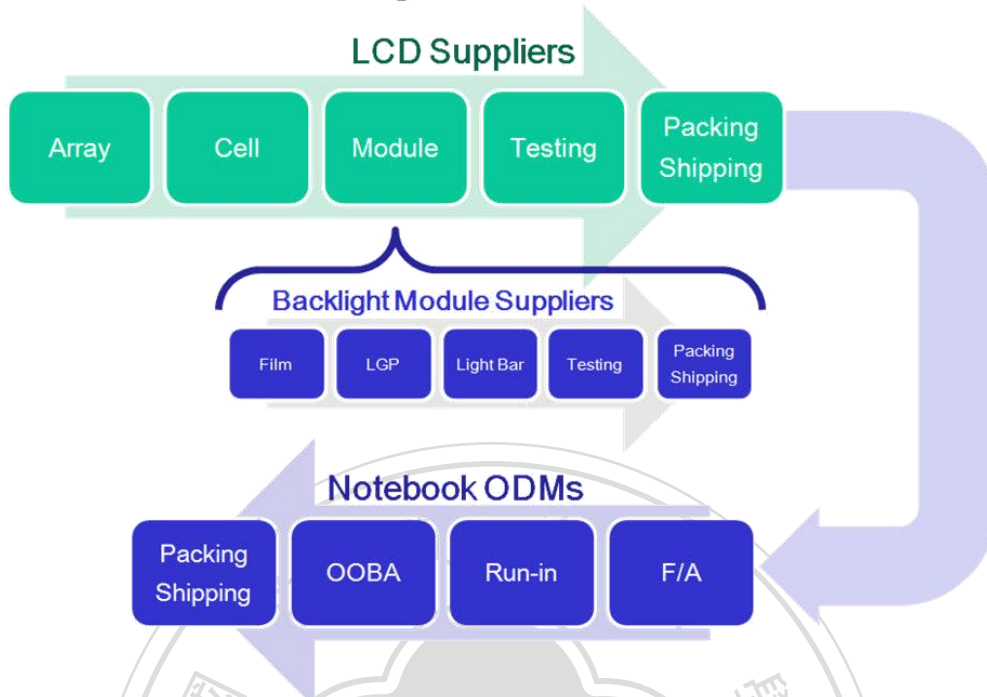 LCD Suppliers
Array
Cell
Module
Testing
Packing
Shipping
Backlight Module Suppliers
Film
LGP
Light Bar
Testing
Packing
Shipping
Notebook ODMs
Packing
Shipping
OOBA
Run-in
F/A